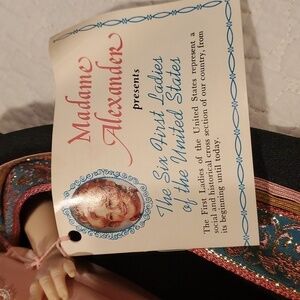 Madame
Alexander
presents
The Six First Ladies
of the United States
The First Ladies of the United States represent a
social and historical cross section of our country, from
its beginning until today.